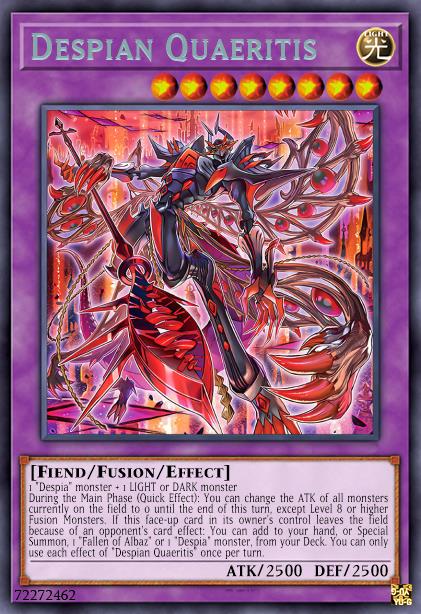 DESPIAN QUAERITIS
LIGHT
光
[FIEND/FUSION/EFFECT]
1 "Despia" monster + 1 LIGHT or DARK monster
During the Main Phase (Quick Effect): You can change the ATK of all monsters
currently on the field to 0 until the end of this turn, except Level 8 or higher
Fusion Monsters. If this face-up card in its owner's control leaves the field
because of an opponent's card effect: You can add to your hand, or Special
Summon, 1 "Fallen of Albaz" or 1 "Despia" monster, from your Deck. You can only
use each effect of "Despian Quaeritis" once per turn.
ATK/2500 DEF/2500
72272462